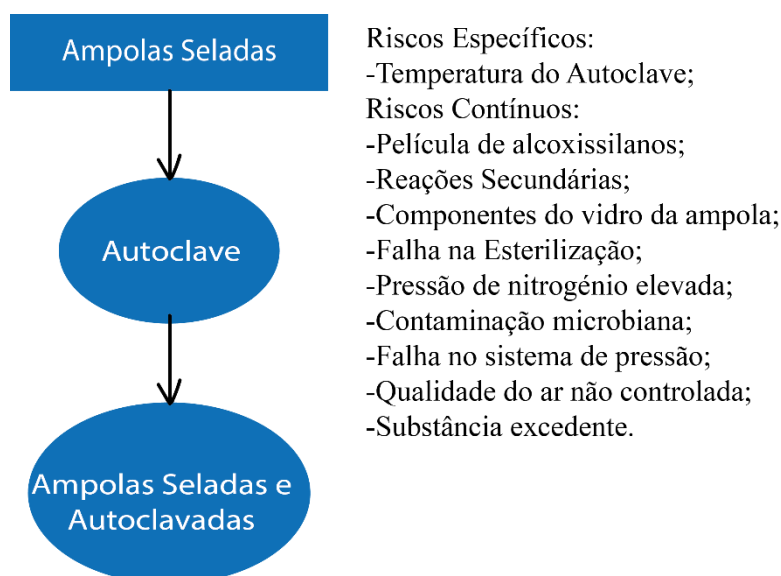 Ampolas Seladas
Autoclave
Ampolas Seladas e
Autoclavadas
Riscos Específicos:
-Temperatura do Autoclave;
Riscos Contínuos:
-Película de alcoxissilanos;
-Reações Secundárias;
-Componentes do vidro da ampola;
-Falha na Esterilização;
-Pressão de nitrogénio elevada;
-Contaminação microbiana;
-Falha no sistema de pressão;
-Qualidade do ar não controlada;
-Substância excedente.